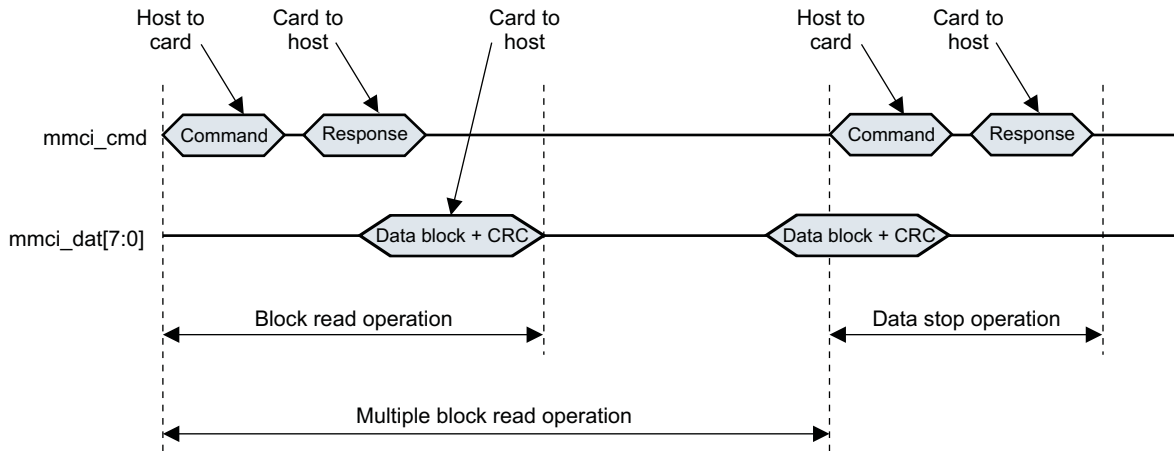 Host to
card
Card to
host
Card to
host
Host to
card
Card to
host
mmci_cmd
Command
Response
Command
Response
mmci_dat[7:0]
Data block + CRC
Data block + CRC
Block read operation
Data stop operation
Multiple block read operation